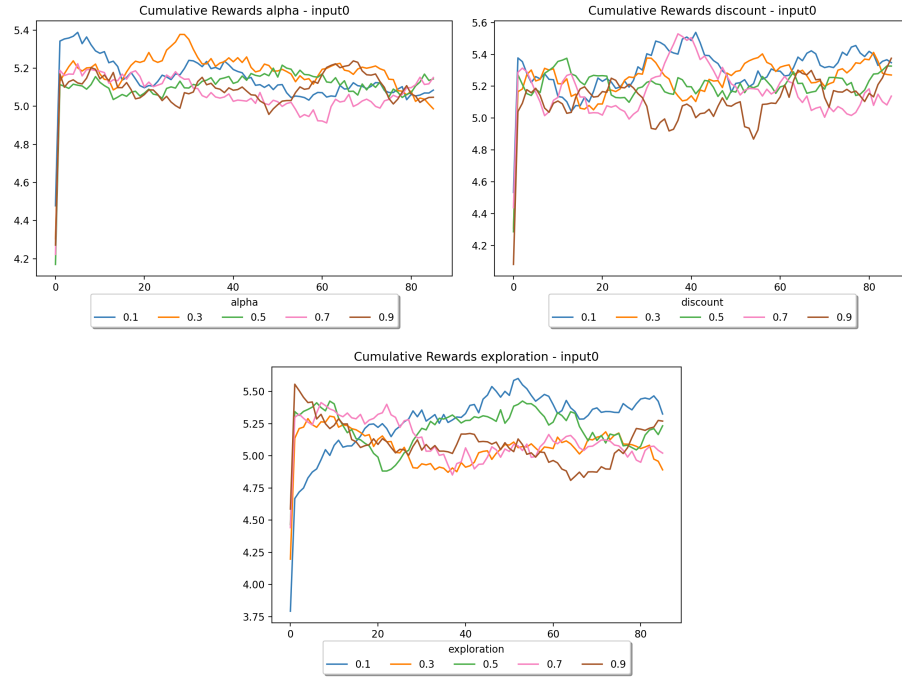 Cumulative Rewards alpha - input0
5.4
5.2
5.0
4.8
4.6
4.4
4.2
0 20 40 60 80
alpha
0.1 0.3 0.5 0.7 0.9
Cumulative Rewards discount - input0
5.6
5.4
5.2
5.0
4.8
4.6
4.4
4.2
0 20 40 60 80
discount
0.1 0.3 0.5 0.7 0.9
Cumulative Rewards exploration - input0
5.50
5.25
5.00
4.75
4.50
4.25
4.00
3.75
0 20 40 60 80
exploration
0.1 0.3 0.5 0.7 0.9